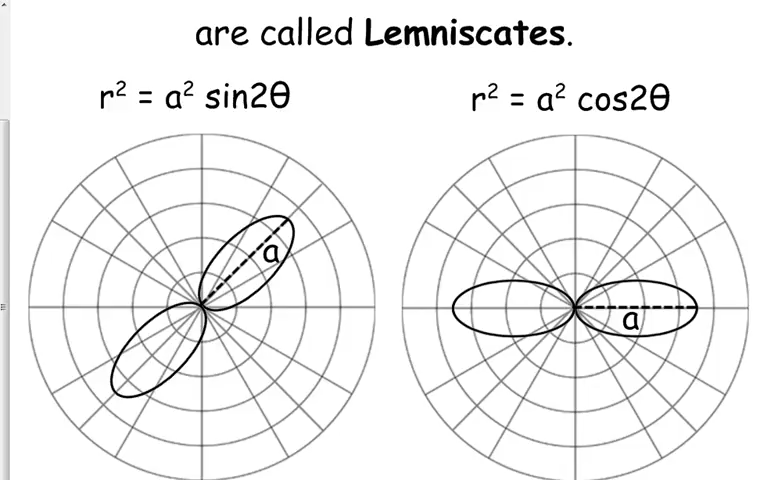 are called Lemniscates.
r² = a² sin2θ
r² = a² cos2θ
a
a